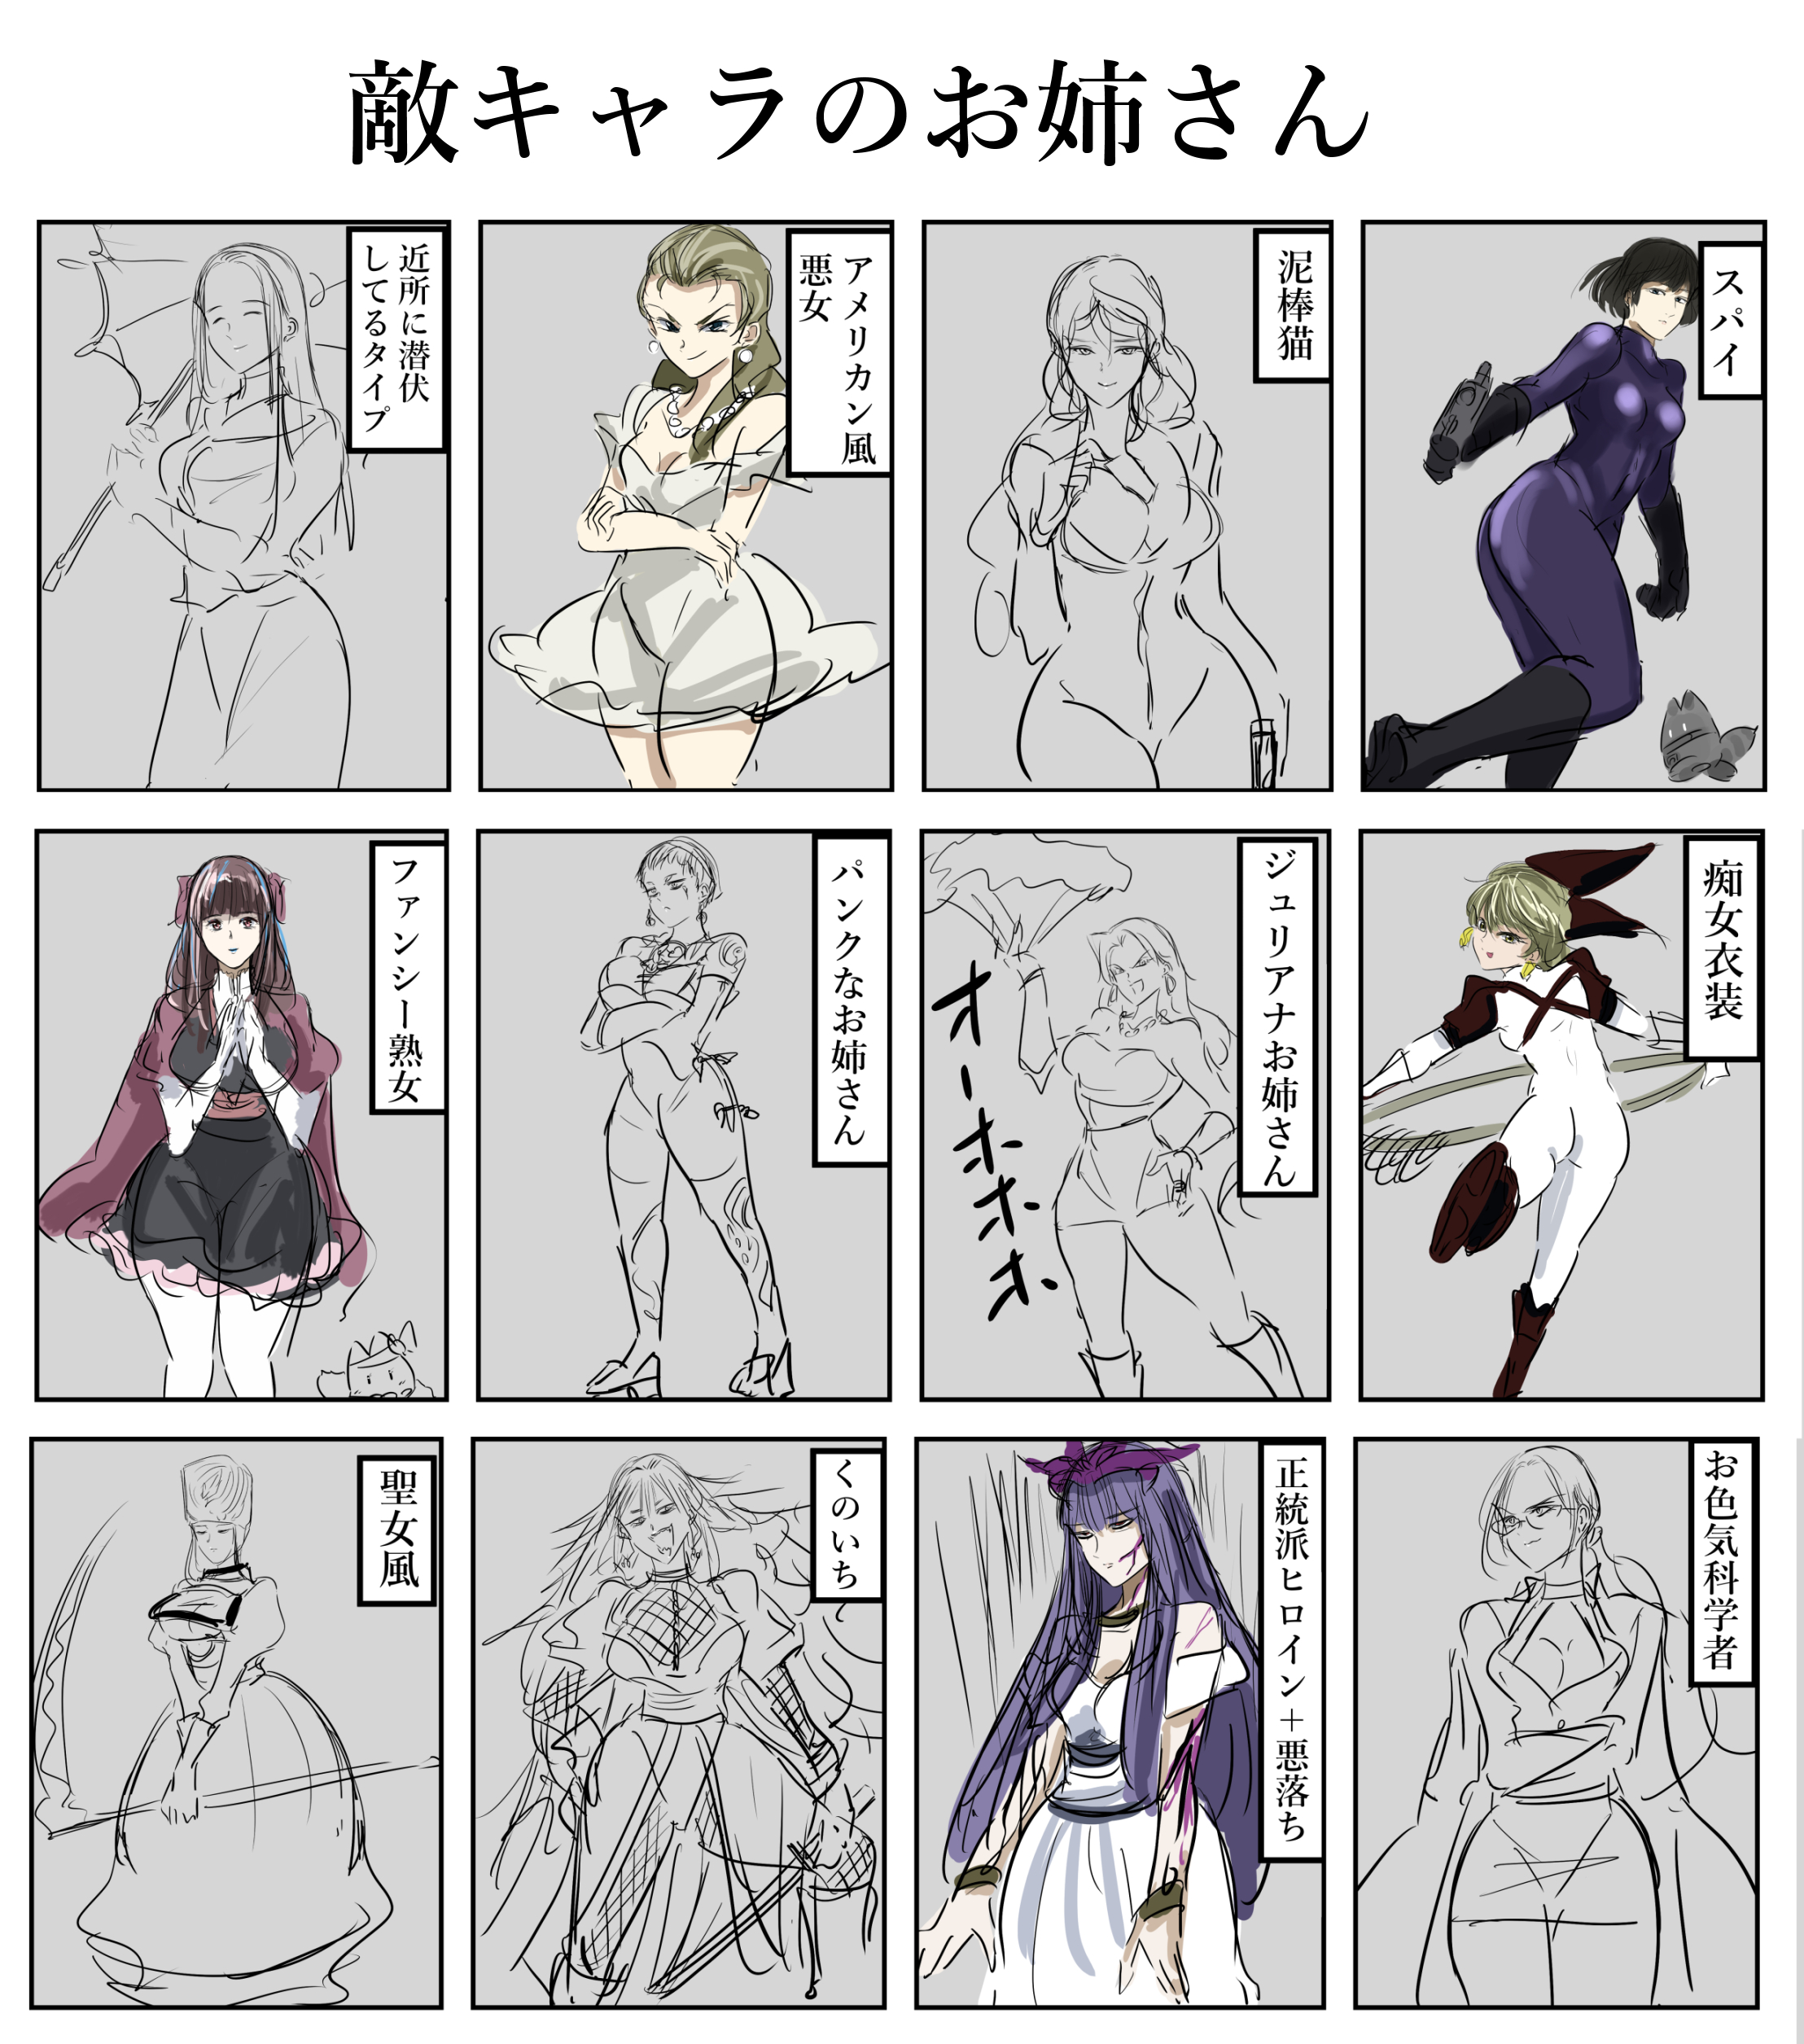 敵キャラのお姉さん
スパイ
泥棒猫
アメリカン風
悪女
近所に潜伏
してるタイプ
痴女衣装
ジュリアナお姉さん
オーホホホ
パンクなお姉さん
ファンシー熟女
お色気科学者
正統派ヒロイン+悪落ち
くのいち
聖女風